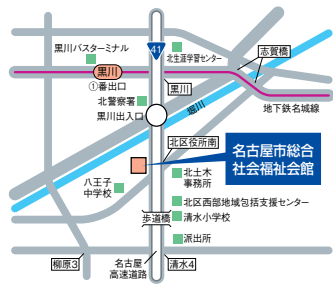 41
黒川バスターミナル
北生涯学習センター
志賀橋
黒川
①番出口
黒川
北警察署
堀川
地下鉄名城線
黒川出入口
北区役所南
名古屋市総合
社会福祉会館
八王子
中学校
北土木
事務所
北区西部地域包括支援センター
歩道橋
清水小学校
派出所
柳原3
名古屋
高速道路
清水4